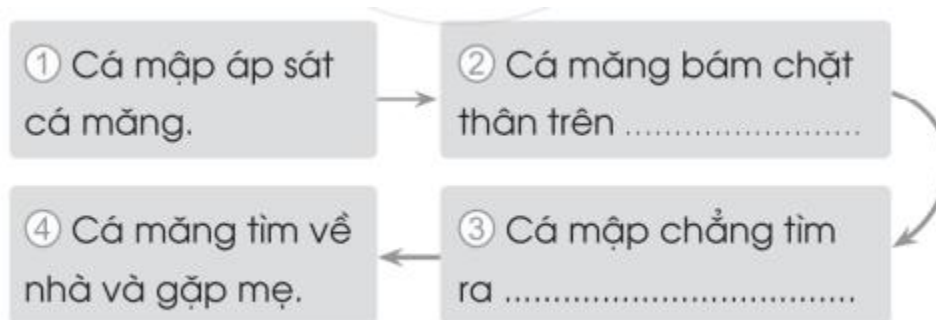 ① Cá mập áp sát
cá măng.
② Cá măng bám chặt
thân trên ........................
③ Cá mập chẳng tìm
ra ....................................
④ Cá măng tìm về
nhà và gặp mẹ.